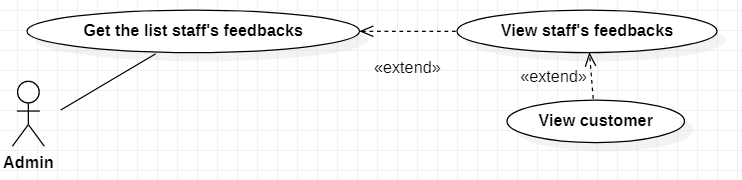 Get the list staff's feedbacks
View staff's feedbacks
«extend»
«extend»
View customer
Admin